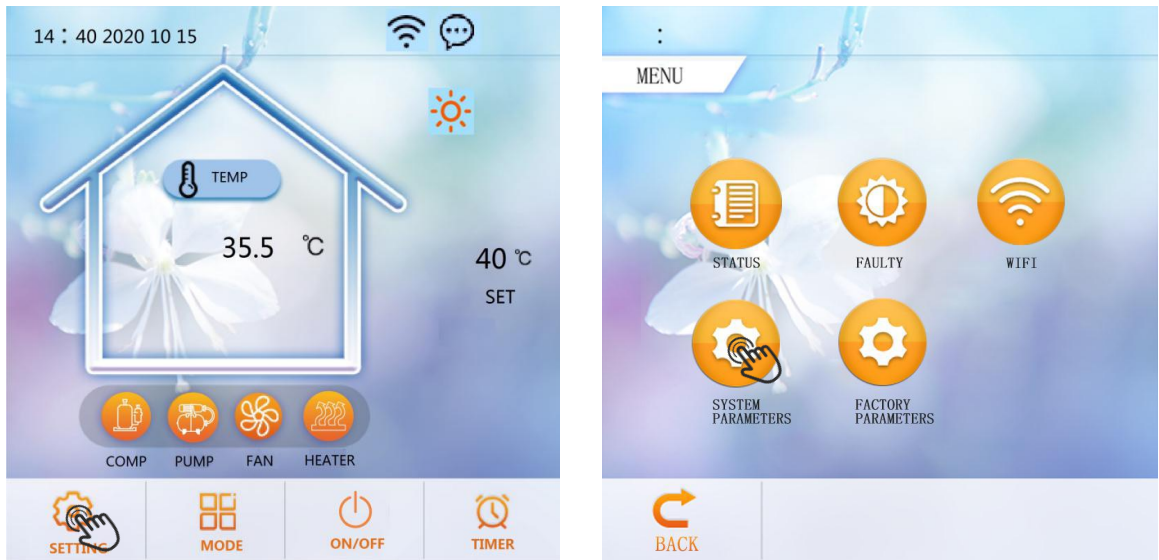 14：40 2020 10 15
TEMP
35.5 ℃
40 ℃
SET
COMP PUMP FAN HEATER
SETTING MODE ON/OFF TIMER
:
MENU
STATUS FAULTY WIFI
SYSTEM PARAMETERS
FACTORY PARAMETERS
BACK